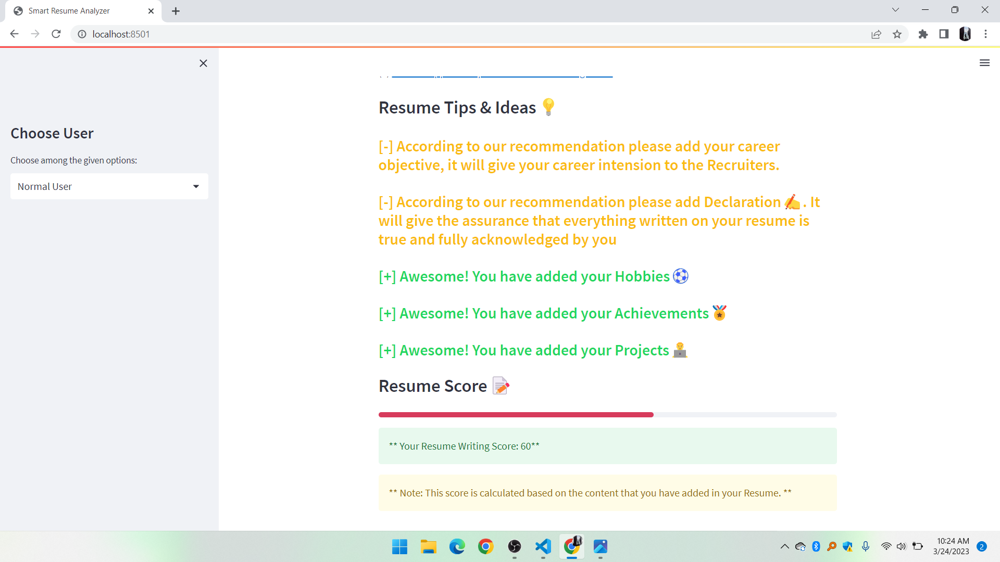 Smart Resume Analyzer
localhost:8501
Choose User
Choose among the given options:
Normal User
Resume Tips & Ideas 💡
[-] According to our recommendation please add your career
objective, it will give your career intension to the Recruiters.
[-] According to our recommendation please add Declaration ✍. It
will give the assurance that everything written on your resume is
true and fully acknowledged by you
[+] Awesome! You have added your Hobbies ⚽
[+] Awesome! You have added your Achievements 🏅
[+] Awesome! You have added your Projects 👨‍💻
Resume Score 📝
** Your Resume Writing Score: 60**
** Note: This score is calculated based on the content that you have added in your Resume. **
10:24 AM
3/24/2023
2